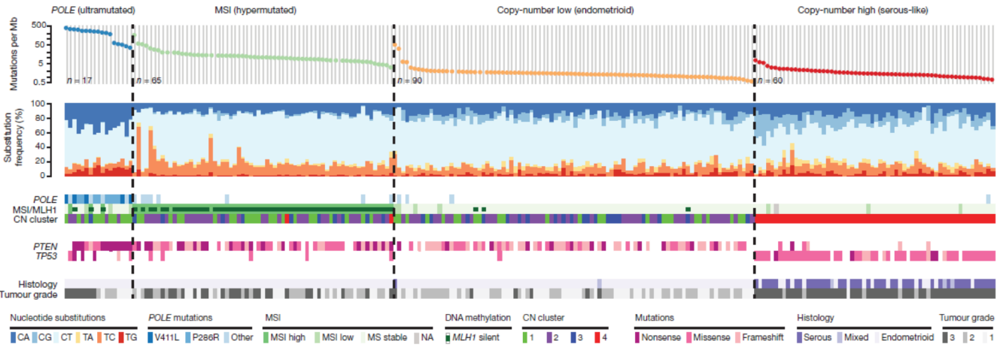 POLE (ultramutated) MSI (hypermutated) Copy-number low (endometrioid) Copy-number high (serous-like)
Mutations per Mb
500
50
5
0.5
n = 17 n = 65 n = 90 n = 60
Substitution
frequency (%)
100
80
60
40
20
0
POLE
MSI/MLH1
CN cluster
PTEN
TP53
Histology
Tumour grade
Nucleotide substitutions POLE mutations MSI DNA methylation CN cluster Mutations Histology Tumour grade
CA CG CT TA TC TG V411L P286R Other MSI high MSI low MS stable NA MLH1 silent 1 2 3 4 Nonsense Missense Frameshift Serous Mixed Endometrioid 3 2 1